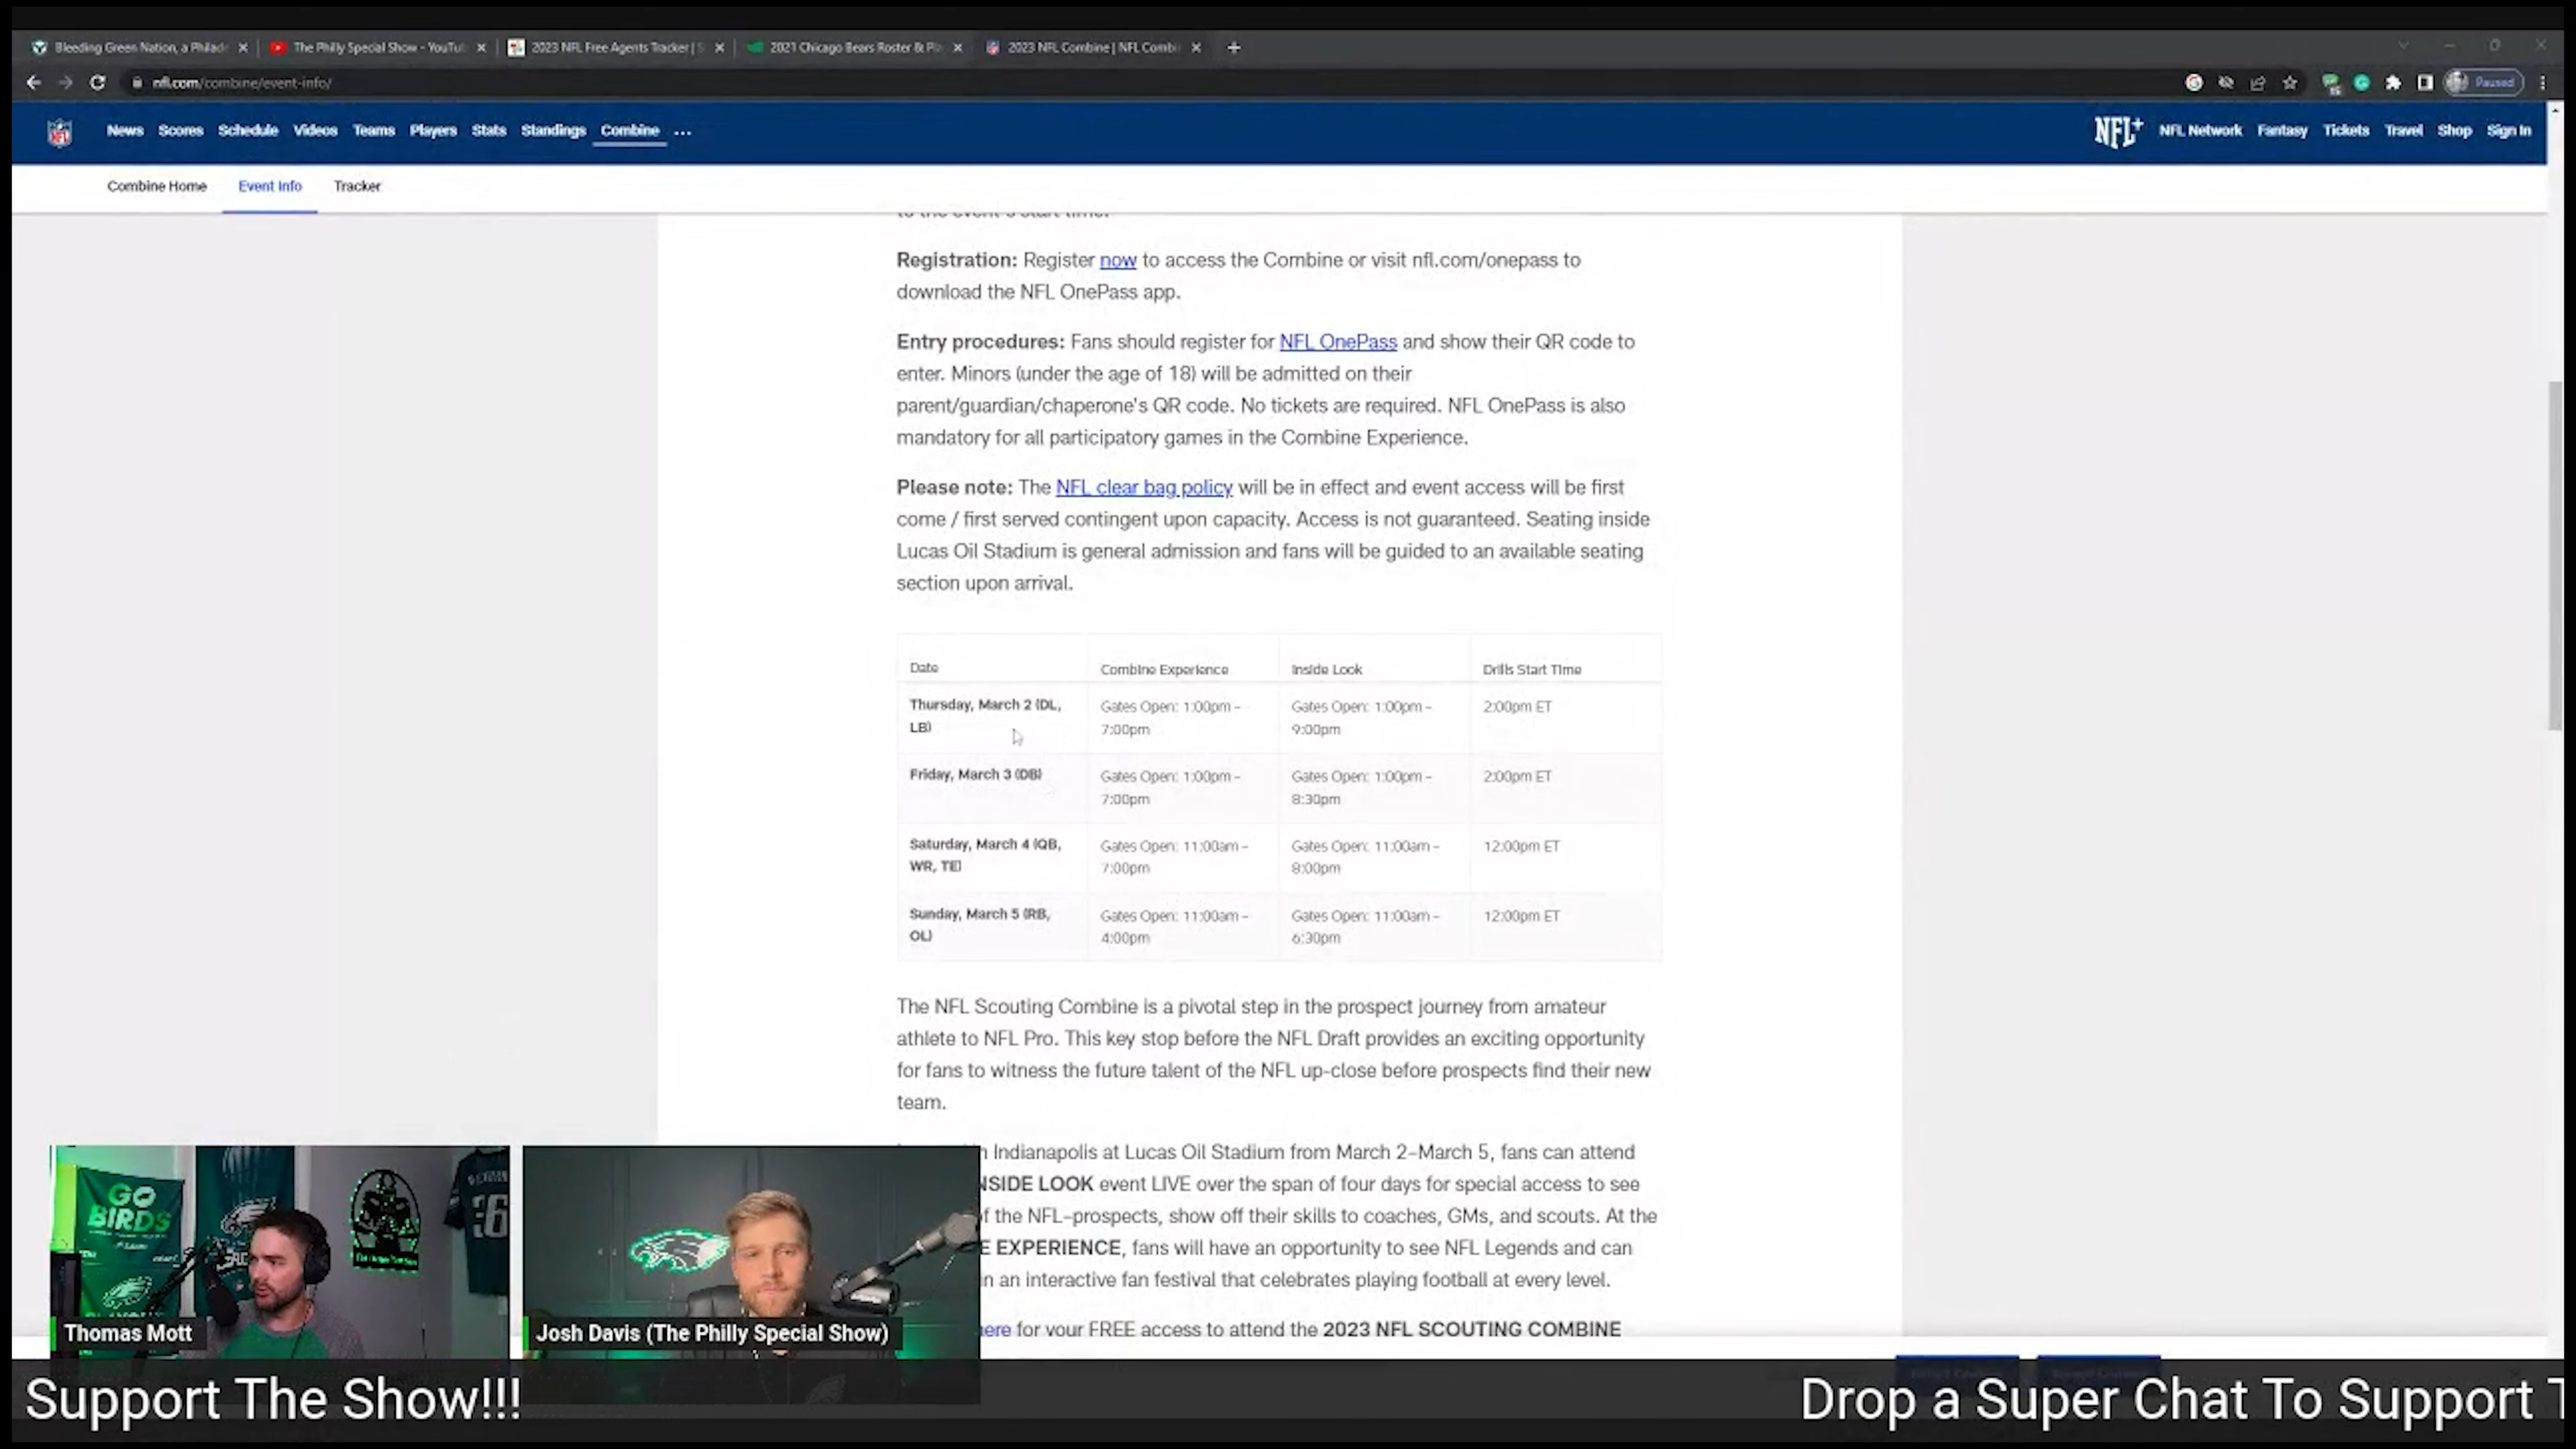 Bleeding Green Nation, a Philad
The Philly Special Show - YouTu
2023 NFL Free Agents Tracker | S
2021 Chicago Bears Roster & Pl
2023 NFL Combine | NFL Combi
nfl.com/combine/event-info/
Paused
News Scores Schedule Videos Teams Players Stats Standings Combine ...
NFL+ NFL Network Fantasy Tickets Travel Shop Sign In
Combine Home Event Info Tracker
to the event's start time.
Registration: Register now to access the Combine or visit nfl.com/onepass to
download the NFL OnePass app.
Entry procedures: Fans should register for NFL OnePass and show their QR code to
enter. Minors (under the age of 18) will be admitted on their
parent/guardian/chaperone's QR code. No tickets are required. NFL OnePass is also
mandatory for all participatory games in the Combine Experience.
Please note: The NFL clear bag policy will be in effect and event access will be first
come / first served contingent upon capacity. Access is not guaranteed. Seating inside
Lucas Oil Stadium is general admission and fans will be guided to an available seating
section upon arrival.
Date Combine Experience Inside Look Drills Start Time
Thursday, March 2 (DL, Gates Open: 1:00pm – Gates Open: 1:00pm – 2:00pm ET
LB) 7:00pm 9:00pm
Friday, March 3 (DB) Gates Open: 1:00pm – Gates Open: 1:00pm – 2:00pm ET
7:00pm 8:30pm
Saturday, March 4 (QB, Gates Open: 11:00am – Gates Open: 11:00am – 12:00pm ET
WR, TE) 7:00pm 8:00pm
Sunday, March 5 (RB, Gates Open: 11:00am – Gates Open: 11:00am – 12:00pm ET
OL) 4:00pm 6:30pm
The NFL Scouting Combine is a pivotal step in the prospect journey from amateur
athlete to NFL Pro. This key stop before the NFL Draft provides an exciting opportunity
for fans to witness the future talent of the NFL up-close before prospects find their new
team.
n Indianapolis at Lucas Oil Stadium from March 2–March 5, fans can attend
NSIDE LOOK event LIVE over the span of four days for special access to see
f the NFL–prospects, show off their skills to coaches, GMs, and scouts. At the
E EXPERIENCE, fans will have an opportunity to see NFL Legends and can
in an interactive fan festival that celebrates playing football at every level.
ere for your FREE access to attend the 2023 NFL SCOUTING COMBINE
GO
BIRDS
36
Thomas Mott
Josh Davis (The Philly Special Show)
Support The Show!!!
Drop a Super Chat To Support T